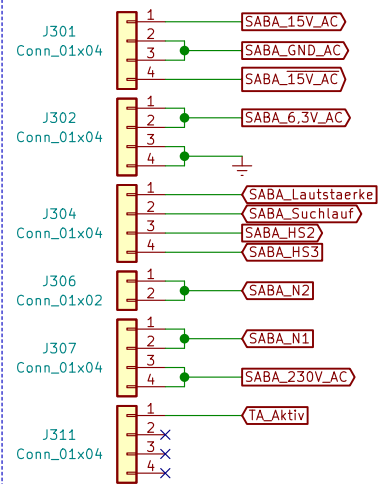 J301
Conn_01x04
1 SABA_15V_AC
2
3 SABA_GND_AC
4 SABA_15V_AC
J302
Conn_01x04
1
2 SABA_6,3V_AC
3
4
J304
Conn_01x04
1 SABA_Lautstaerke
2 SABA_Suchlauf
3 SABA_HS2
4 SABA_HS3
J306
Conn_01x02
1
2 SABA_N2
J307
Conn_01x04
1
2 SABA_N1
3
4 SABA_230V_AC
J311
Conn_01x04
1 TA_Aktiv
2
3
4